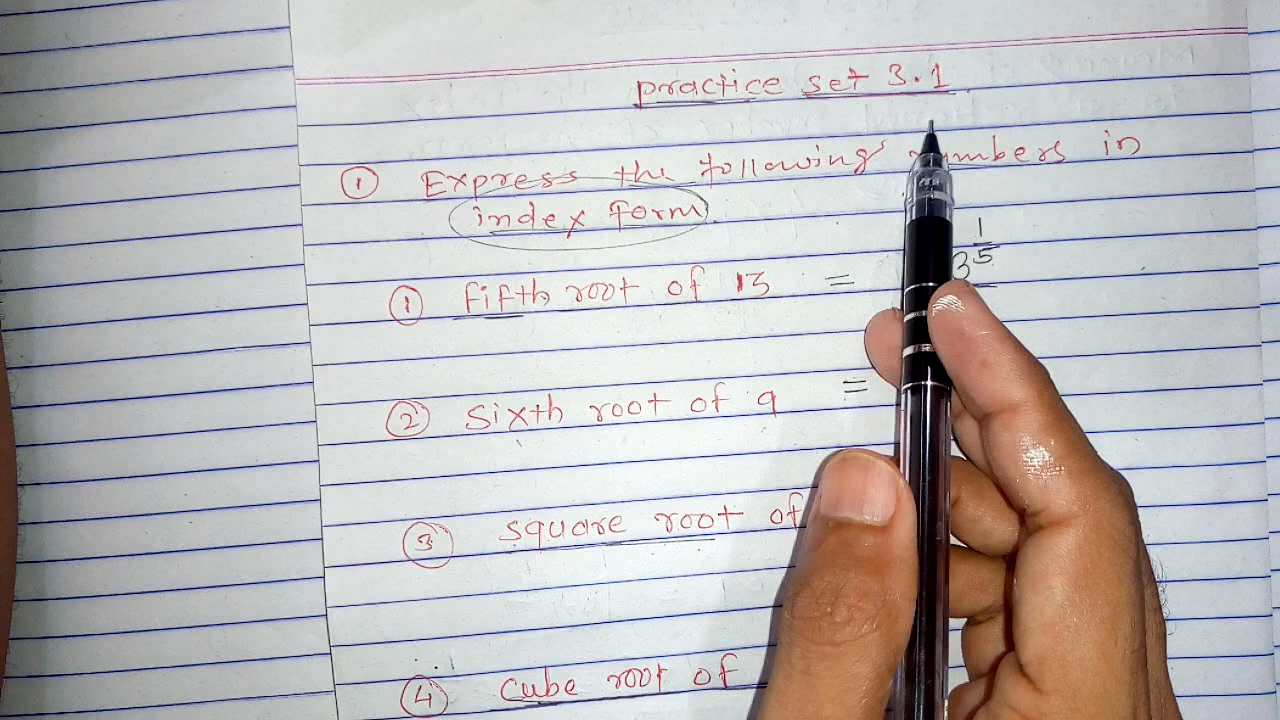 practice set 3.1
① Express the following numbers in
index form.
① fifth root of 13 = 3^1/5
② sixth root of 9 =
③ square root of
④ cube root of